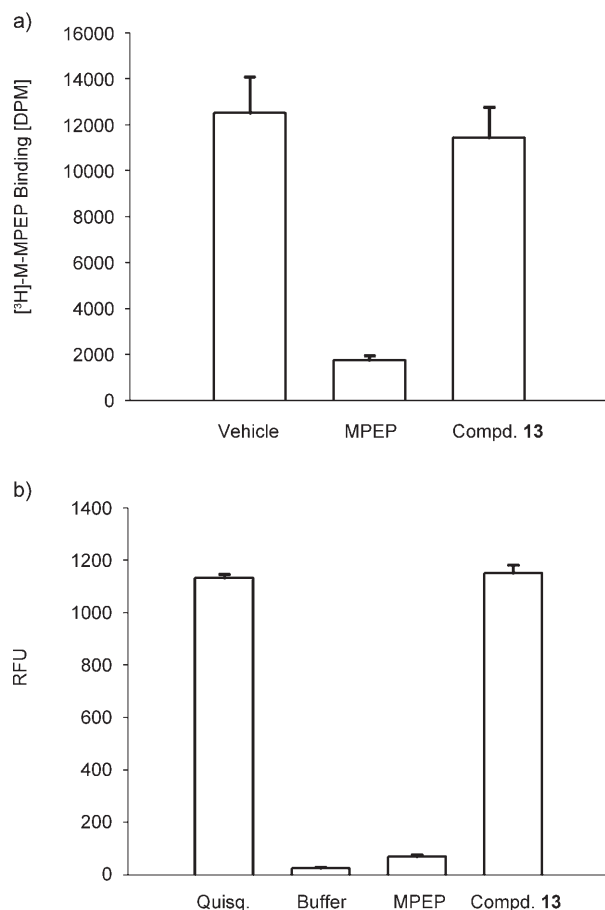 a)
[³H]-M-MPEP Binding [DPM]
16000
14000
12000
10000
8000
6000
4000
2000
0
Vehicle MPEP Compd. 13
b)
RFU
1400
1200
1000
800
600
400
200
0
Quisq. Buffer MPEP Compd. 13